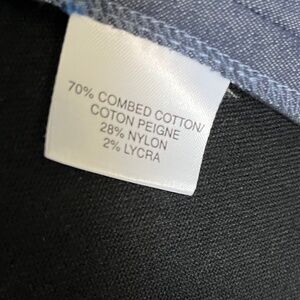 70% COMBED COTTON/
COTON PEIGNE
28% NYLON
2% LYCRA